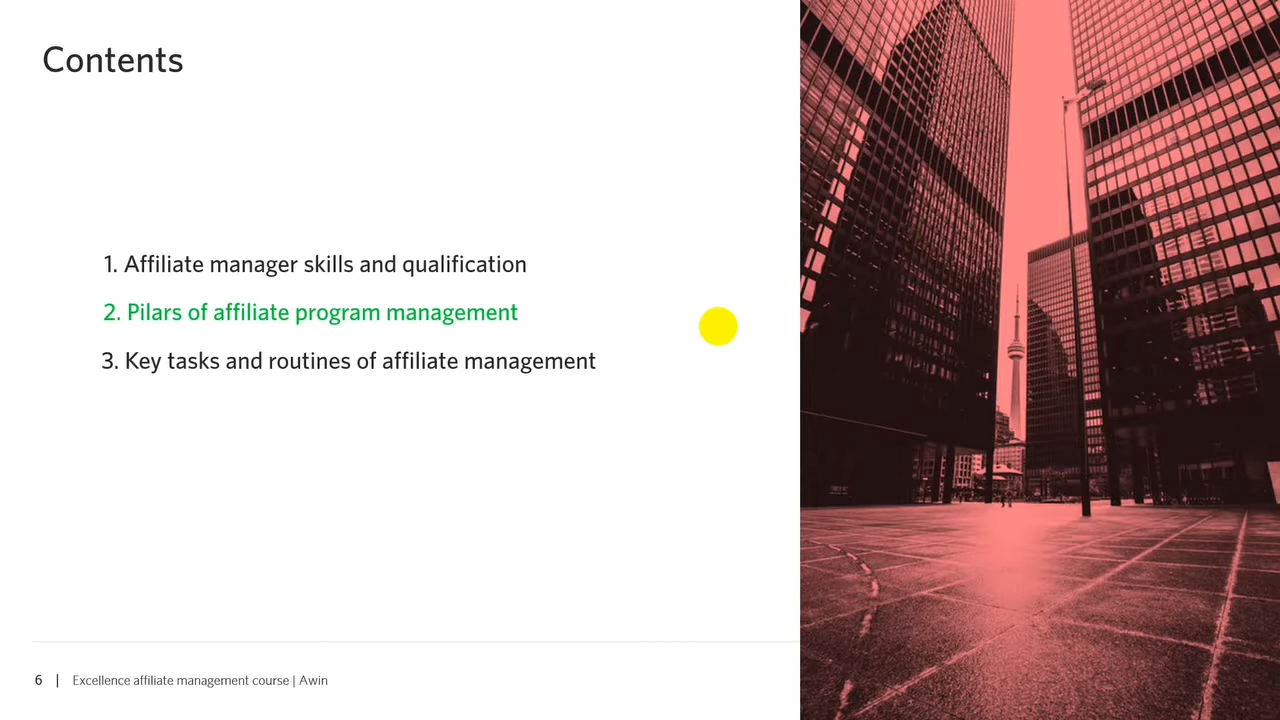 Contents
1. Affiliate manager skills and qualification
2. Pilars of affiliate program management
3. Key tasks and routines of affiliate management
6 | Excellence affiliate management course | Awin